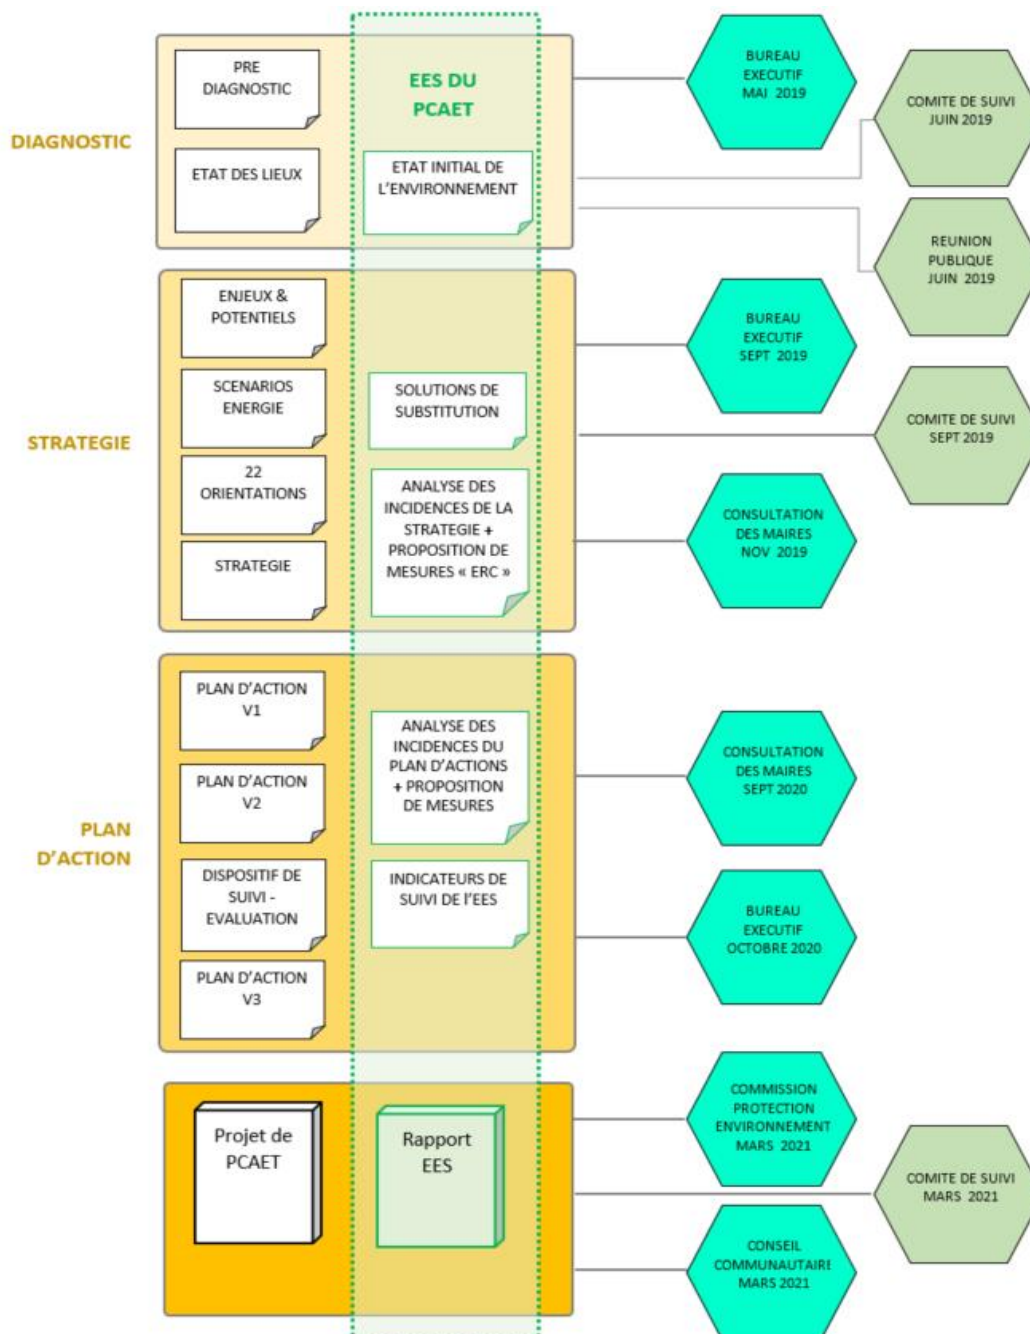 DIAGNOSTIC
PRE
DIAGNOSTIC
ETAT DES LIEUX
EES DU
PCAET
ETAT INITIAL DE
L'ENVIRONNEMENT
BUREAU
EXECUTIF
MAI 2019
COMITE DE SUIVI
JUIN 2019
REUNION
PUBLIQUE
JUIN 2019
STRATEGIE
ENJEUX &
POTENTIELS
SCENARIOS
ENERGIE
22
ORIENTATIONS
STRATEGIE
SOLUTIONS DE
SUBSTITUTION
ANALYSE DES
INCIDENCES DE LA
STRATEGIE +
PROPOSITION DE
MESURES « ERC »
BUREAU
EXECUTIF
SEPT 2019
COMITE DE SUIVI
SEPT 2019
CONSULTATION
DES MAIRES
NOV 2019
PLAN
D'ACTION
PLAN D'ACTION
V1
PLAN D'ACTION
V2
DISPOSITIF DE
SUIVI -
EVALUATION
PLAN D'ACTION
V3
ANALYSE DES
INCIDENCES DU
PLAN D'ACTIONS
+ PROPOSITION
DE MESURES
INDICATEURS DE
SUIVI DE l'EES
CONSULTATION
DES MAIRES
SEPT 2020
BUREAU
EXECUTIF
OCTOBRE 2020
Projet de
PCAET
Rapport
EES
COMMISSION
PROTECTION
ENVIRONNEMENT
MARS 2021
COMITE DE SUIVI
MARS 2021
CONSEIL
COMMUNAUTAIRE
MARS 2021